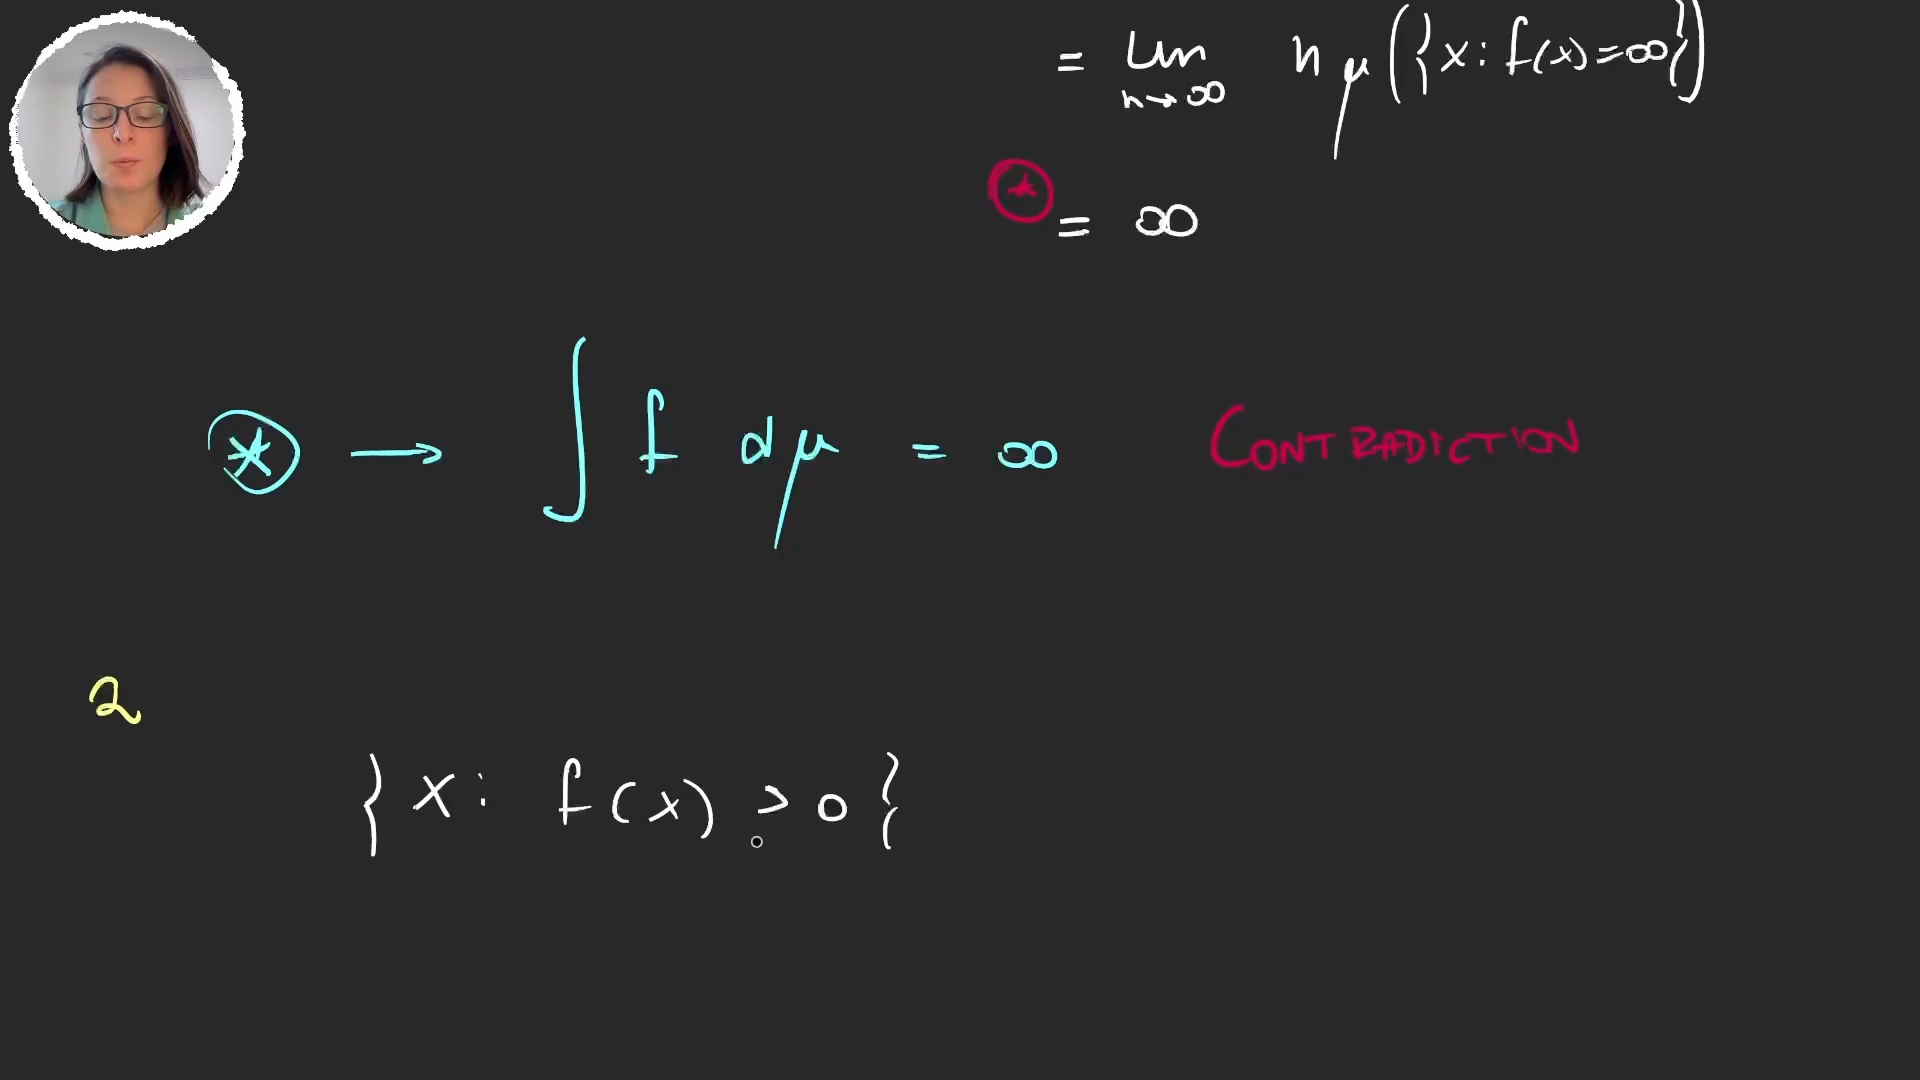 = lim n→∞ n μ({x : f(x) = ∞})
⊛ = ∞
⊛ → ∫ f dμ = ∞ CONTRADICTION
2
{x : f(x) > 0}